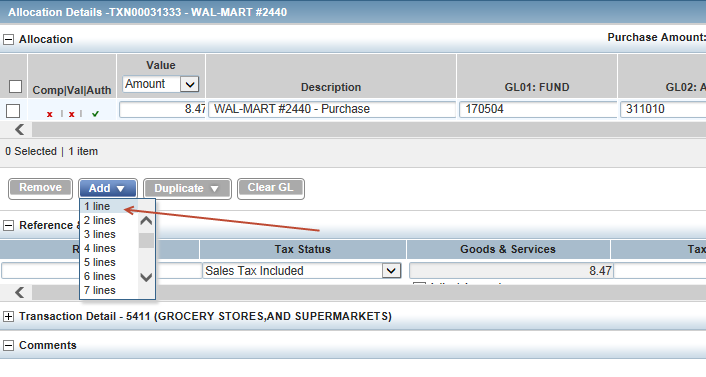 Allocation Details -TXN00031333 - WAL-MART #2440
Allocation
Purchase Amount:
Comp|Val|Auth
Value
Amount
Description
GL01: FUND
GL02: A
x | x |
8.47
WAL-MART #2440 - Purchase
170504
311010
0 Selected | 1 item
Remove
Add
Duplicate
Clear GL
1 line
2 lines
3 lines
4 lines
5 lines
6 lines
7 lines
Reference &
R
Tax Status
Goods & Services
Tax
Sales Tax Included
8.47
Transaction Detail - 5411 (GROCERY STORES,AND SUPERMARKETS)
Comments